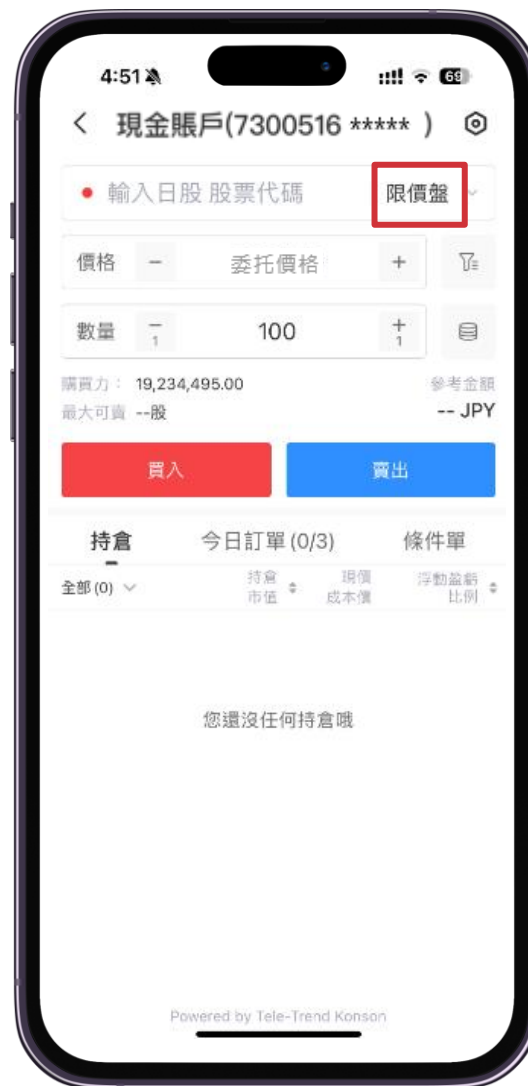 4:51 69
現金賬戶(7300516 ***** )
輸入日股 股票代碼 限價盤
價格 − 委托價格 +
數量 − 1 100 + 1
購買力： 19,234,495.00 參考金額
最大可賣 --股 -- JPY
買入 賣出
持倉 今日訂單 (0/3) 條件單
全部 (0) 持倉 現價 浮動盈虧
市值 成本價 比例
您還沒任何持倉哦
Powered by Tele-Trend Konson